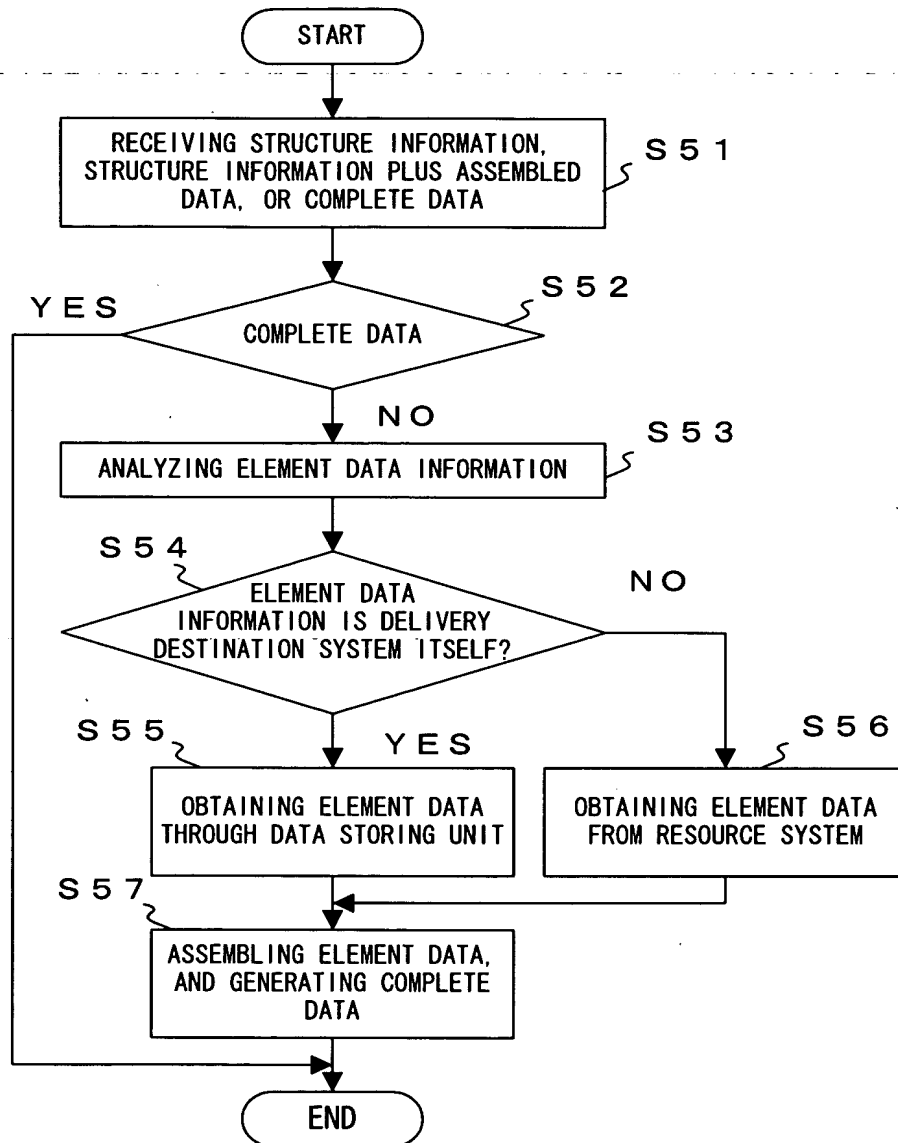 START
RECEIVING STRUCTURE INFORMATION,
STRUCTURE INFORMATION PLUS ASSEMBLED
DATA, OR COMPLETE DATA
S51
S52
YES
COMPLETE DATA
NO
S53
ANALYZING ELEMENT DATA INFORMATION
S54
ELEMENT DATA
INFORMATION IS DELIVERY
DESTINATION SYSTEM ITSELF?
NO
S55
YES
S56
OBTAINING ELEMENT DATA
THROUGH DATA STORING UNIT
OBTAINING ELEMENT DATA
FROM RESOURCE SYSTEM
S57
ASSEMBLING ELEMENT DATA,
AND GENERATING COMPLETE
DATA
END